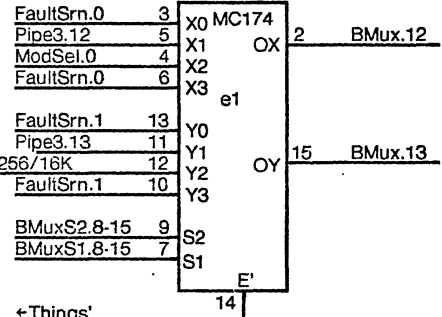 FaultSrn.0 3 X0 MC174
Pipe3.12 5 X1 OX 2 BMux.12
ModSel.0 4 X2
FaultSrn.0 6 X3
e1
FaultSrn.1 13 Y0
Pipe3.13 11 Y1
256/16K 12 Y2 OY 15 BMux.13
FaultSrn.1 10 Y3
BMuxS2.8-15 9 S2
BMuxS1.8-15 7 S1
E'
14
←Things'